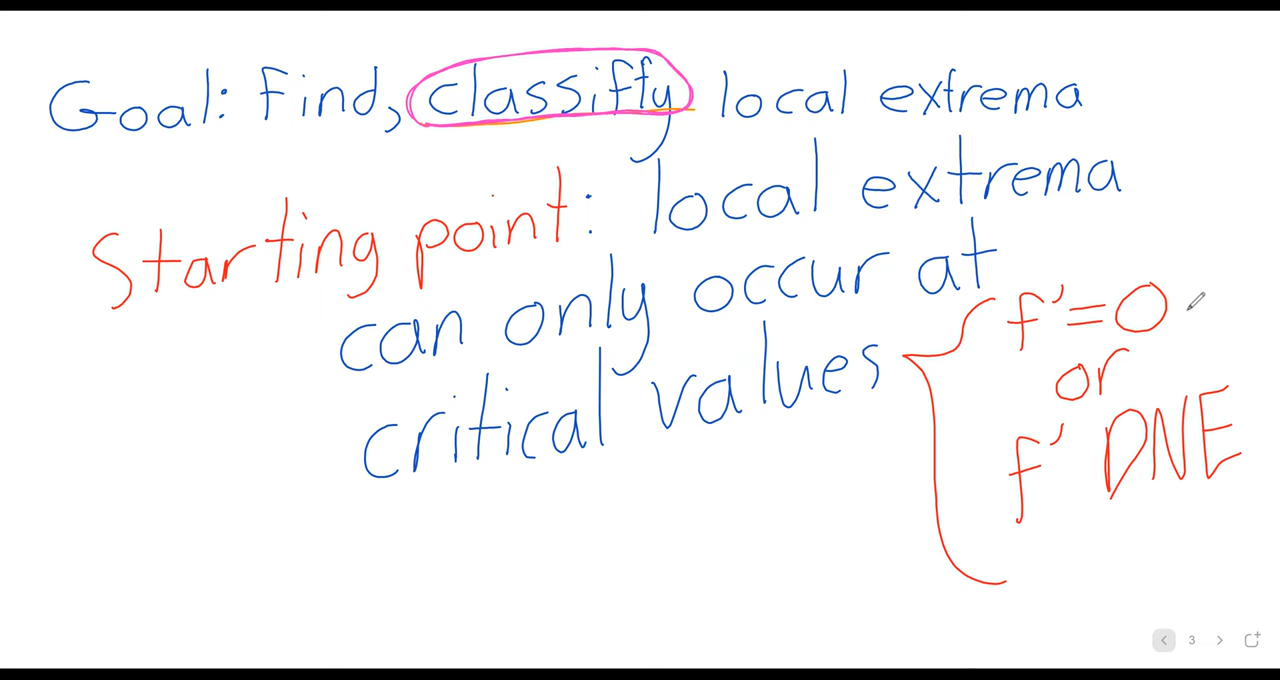 Goal: Find, classiffy local extrema
Starting point: local extrema
can only occur at
critical values
f'=0
or
f' DNE
3